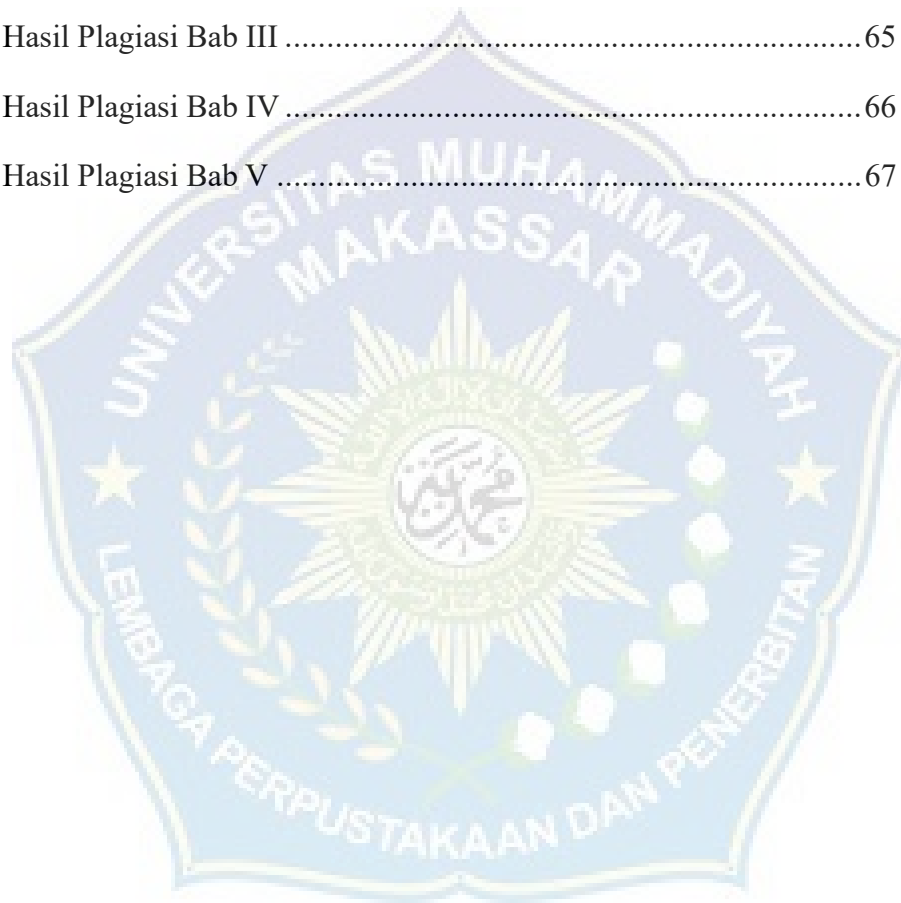 Hasil Plagiasi Bab III ......................................................................65
Hasil Plagiasi Bab IV ......................................................................66
Hasil Plagiasi Bab V .......................................................................67
UNIVERSITAS MUHAMMADIYAH
MAKASSAR
محمد
LEMBAGA PERPUSTAKAAN DAN PENERBITAN